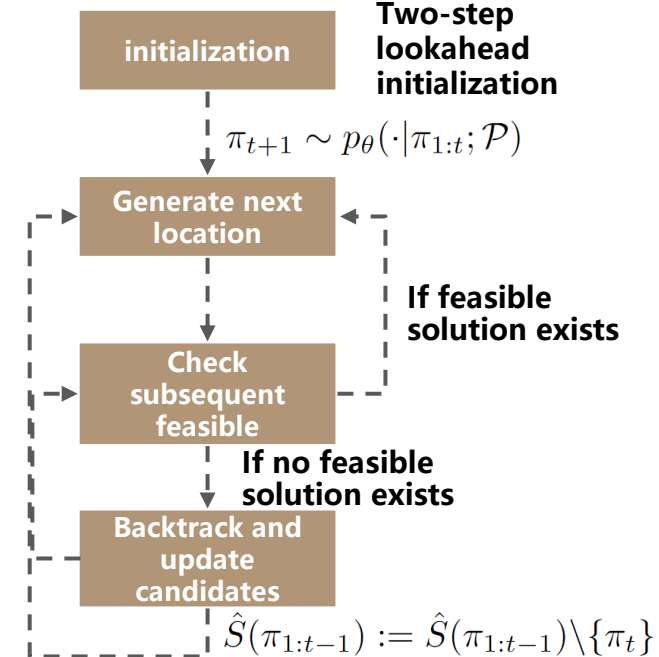 initialization
Two-step
lookahead
initialization
π_{t+1} ∼ p_θ(·|π_{1:t}; 𝒫)
Generate next
location
If feasible
solution exists
Check
subsequent
feasible
If no feasible
solution exists
Backtrack and
update
candidates
Ŝ(π_{1:t−1}) := Ŝ(π_{1:t−1})\{π_t}